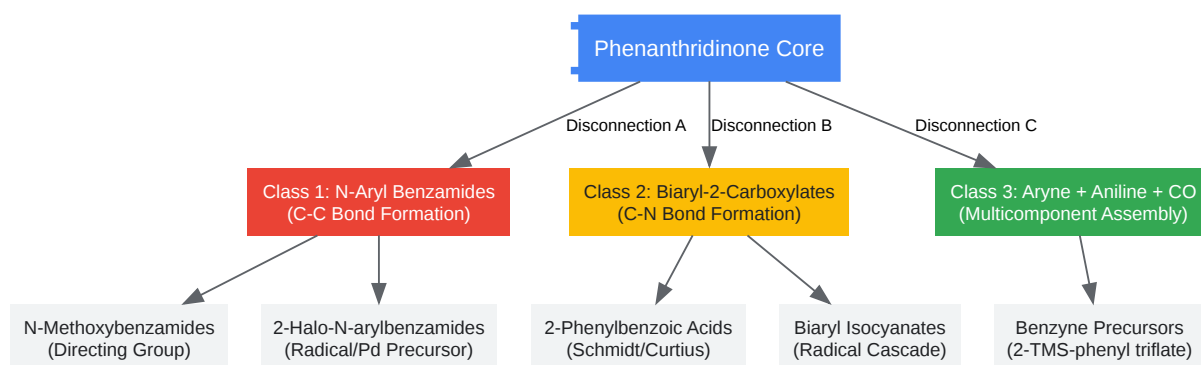 Phenanthridinone Core
Disconnection A
Disconnection B
Disconnection C
Class 1: N-Aryl Benzamides
(C-C Bond Formation)
Class 2: Biaryl-2-Carboxylates
(C-N Bond Formation)
Class 3: Aryne + Aniline + CO
(Multicomponent Assembly)
N-Methoxybenzamides
(Directing Group)
2-Halo-N-arylbenzamides
(Radical/Pd Precursor)
2-Phenylbenzoic Acids
(Schmidt/Curtius)
Biaryl Isocyanates
(Radical Cascade)
Benzyne Precursors
(2-TMS-phenyl triflate)